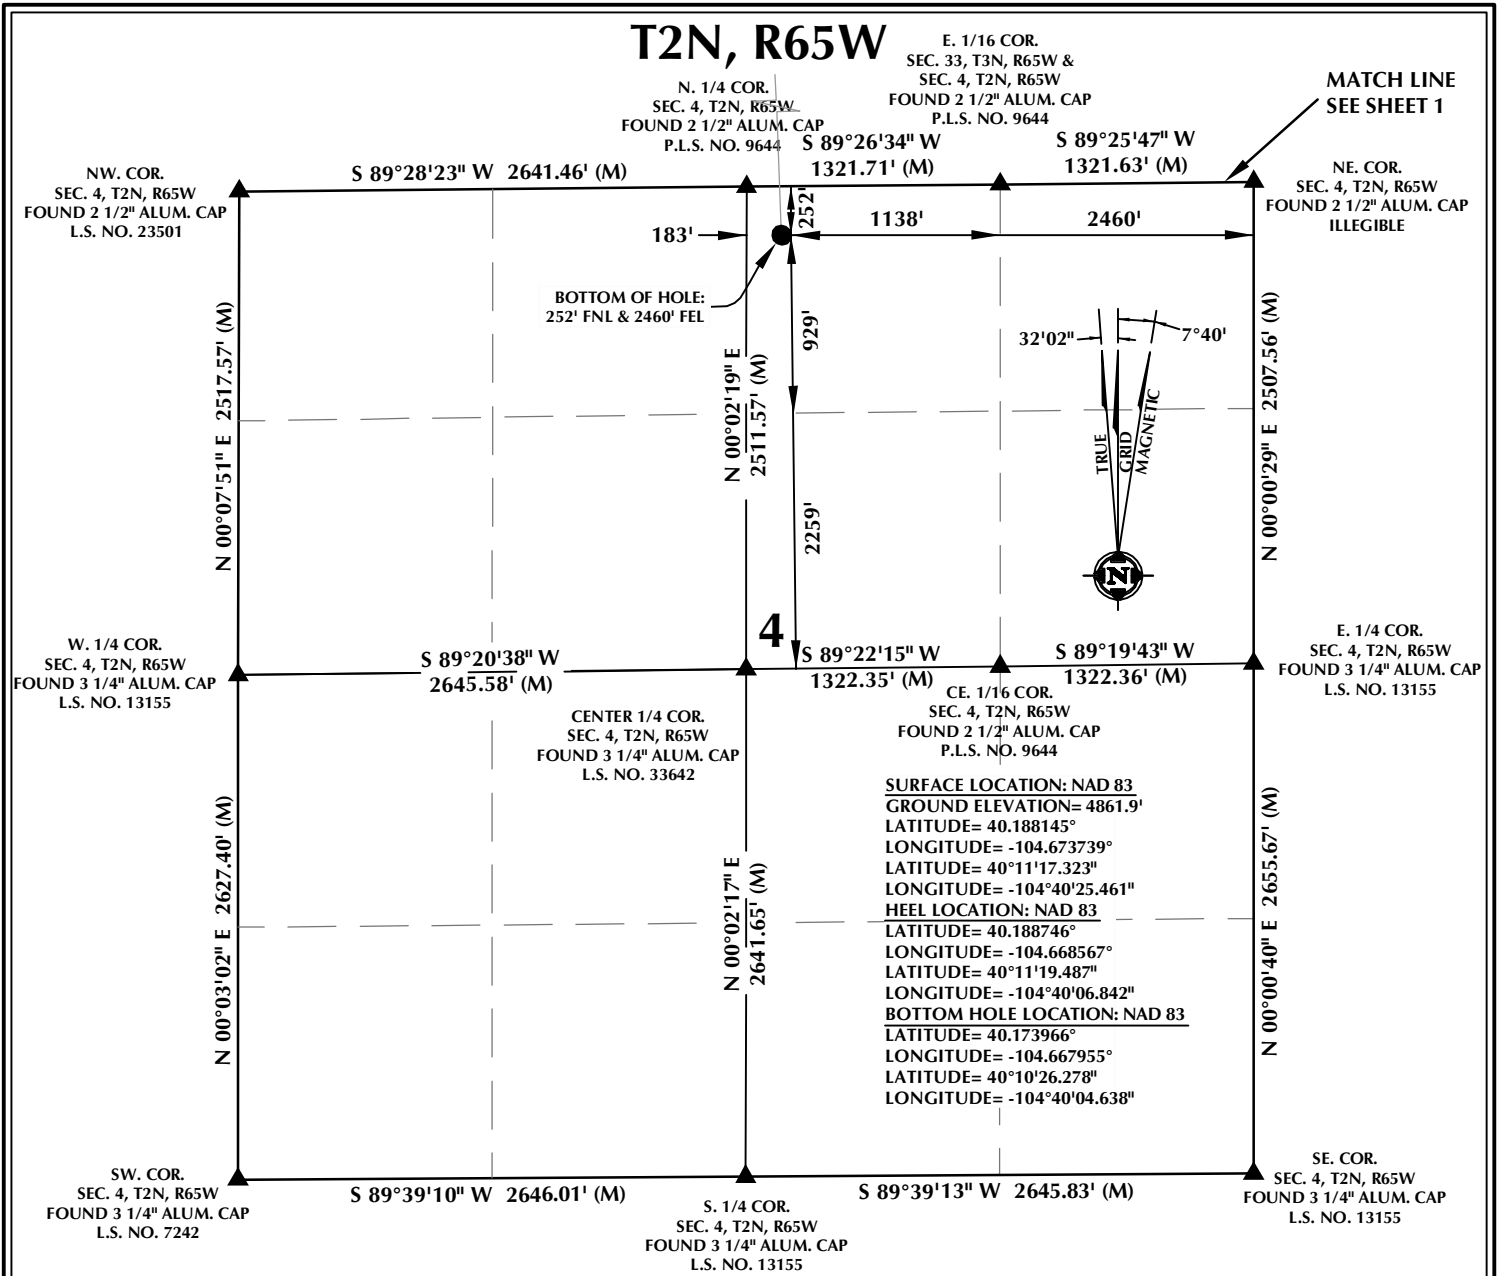 T2N, R65W
E. 1/16 COR.
SEC. 33, T3N, R65W &
SEC. 4, T2N, R65W
FOUND 2 1/2" ALUM. CAP
P.L.S. NO. 9644
MATCH LINE
SEE SHEET 1
N. 1/4 COR.
SEC. 4, T2N, R65W
FOUND 2 1/2" ALUM. CAP
P.L.S. NO. 9644
NW. COR.
SEC. 4, T2N, R65W
FOUND 2 1/2" ALUM. CAP
L.S. NO. 23501
S 89°28'23" W 2641.46' (M)
S 89°26'34" W
1321.71' (M)
S 89°25'47" W
1321.63' (M)
NE. COR.
SEC. 4, T2N, R65W
FOUND 2 1/2" ALUM. CAP
ILLEGIBLE
252'
183'
1138'
2460'
BOTTOM OF HOLE:
252' FNL & 2460' FEL
929'
32'02"
7°40'
TRUE
GRID
MAGNETIC
N
N 00°07'51" E 2517.57' (M)
N 00°02'19" E
2511.57' (M)
2259'
N 00°00'29" E 2507.56' (M)
4
W. 1/4 COR.
SEC. 4, T2N, R65W
FOUND 3 1/4" ALUM. CAP
L.S. NO. 13155
S 89°20'38" W
2645.58' (M)
S 89°22'15" W
1322.35' (M)
S 89°19'43" W
1322.36' (M)
E. 1/4 COR.
SEC. 4, T2N, R65W
FOUND 3 1/4" ALUM. CAP
L.S. NO. 13155
CENTER 1/4 COR.
SEC. 4, T2N, R65W
FOUND 3 1/4" ALUM. CAP
L.S. NO. 33642
CE. 1/16 COR.
SEC. 4, T2N, R65W
FOUND 2 1/2" ALUM. CAP
P.L.S. NO. 9644
SURFACE LOCATION: NAD 83
GROUND ELEVATION= 4861.9'
LATITUDE= 40.188145°
LONGITUDE= -104.673739°
LATITUDE= 40°11'17.323"
LONGITUDE= -104°40'25.461"
HEEL LOCATION: NAD 83
LATITUDE= 40.188746°
LONGITUDE= -104.668567°
LATITUDE= 40°11'19.487"
LONGITUDE= -104°40'06.842"
BOTTOM HOLE LOCATION: NAD 83
LATITUDE= 40.173966°
LONGITUDE= -104.667955°
LATITUDE= 40°10'26.278"
LONGITUDE= -104°40'04.638"
N 00°03'02" E 2627.40' (M)
N 00°02'17" E
2641.65' (M)
N 00°00'40" E 2655.67' (M)
SW. COR.
SEC. 4, T2N, R65W
FOUND 3 1/4" ALUM. CAP
L.S. NO. 7242
S 89°39'10" W 2646.01' (M)
S. 1/4 COR.
SEC. 4, T2N, R65W
FOUND 3 1/4" ALUM. CAP
L.S. NO. 13155
S 89°39'13" W 2645.83' (M)
SE. COR.
SEC. 4, T2N, R65W
FOUND 3 1/4" ALUM. CAP
L.S. NO. 13155